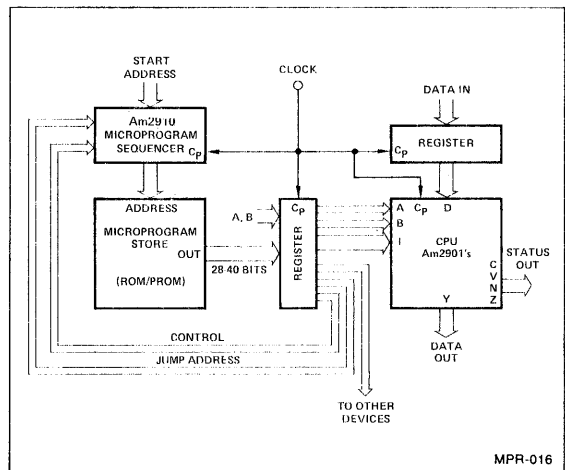 START
ADDRESS
CLOCK
DATA IN
Am2910
MICROPROGRAM
SEQUENCER
CP
CP
REGISTER
ADDRESS
MICROPROGRAM
STORE
OUT
(ROM/PROM)
A, B
28-40 BITS
CP
REGISTER
A
CP
D
B
I
CPU
Am2901's
C
V
N
Z
Y
STATUS
OUT
CONTROL
JUMP ADDRESS
DATA
OUT
TO OTHER
DEVICES
MPR-016